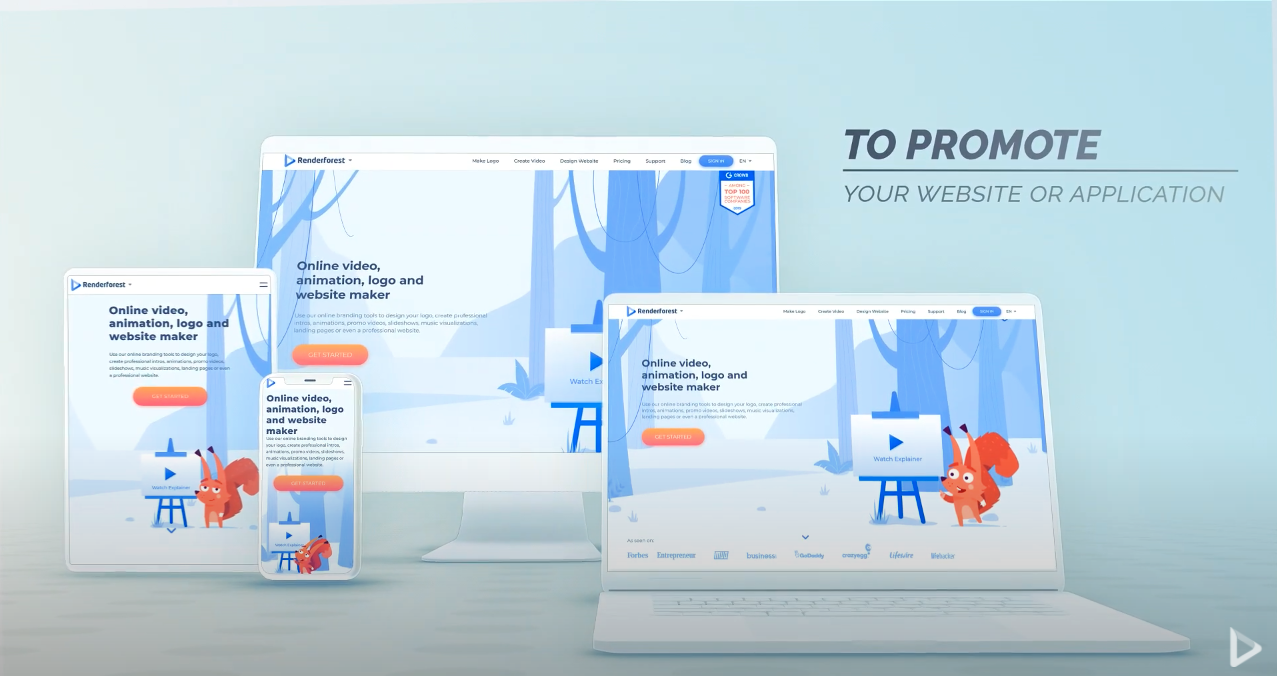 TO PROMOTE
YOUR WEBSITE OR APPLICATION
Renderforest
Make Logo Create Video Design Website Pricing Support Blog SIGN IN EN
CROWD
AMONG
TOP 100
SOFTWARE
COMPANIES
Online video,
animation, logo and
website maker
Use our online branding tools to design your logo, create professional
intros, animations, promo videos, slideshows, music visualizations,
landing pages or even a professional website.
GET STARTED
Watch Ex
Renderforest
Online video,
animation, logo and
website maker
Use our online branding tools to design your logo,
create professional intros, animations, promo videos,
slideshows, music visualizations, landing pages or even
a professional website.
GET STARTED
Watch Explainer
Online video,
animation, logo
and website
maker
Use our online branding tools to design
your logo, create professional intros,
animations, promo videos, slideshows,
music visualizations, landing pages or
even a professional website.
GET STARTED
Watch Explainer
Renderforest
Make Logo Create Video Design Website Pricing Support Blog SIGN IN EN
Online video,
animation, logo and
website maker
Use our online branding tools to design your logo, create professional
intros, animations, promo videos, slideshows, music visualizations,
landing pages or even a professional website.
GET STARTED
Watch Explainer
As seen on:
Forbes Entrepreneur business GoDaddy crazyegg Lifewire lifehacker